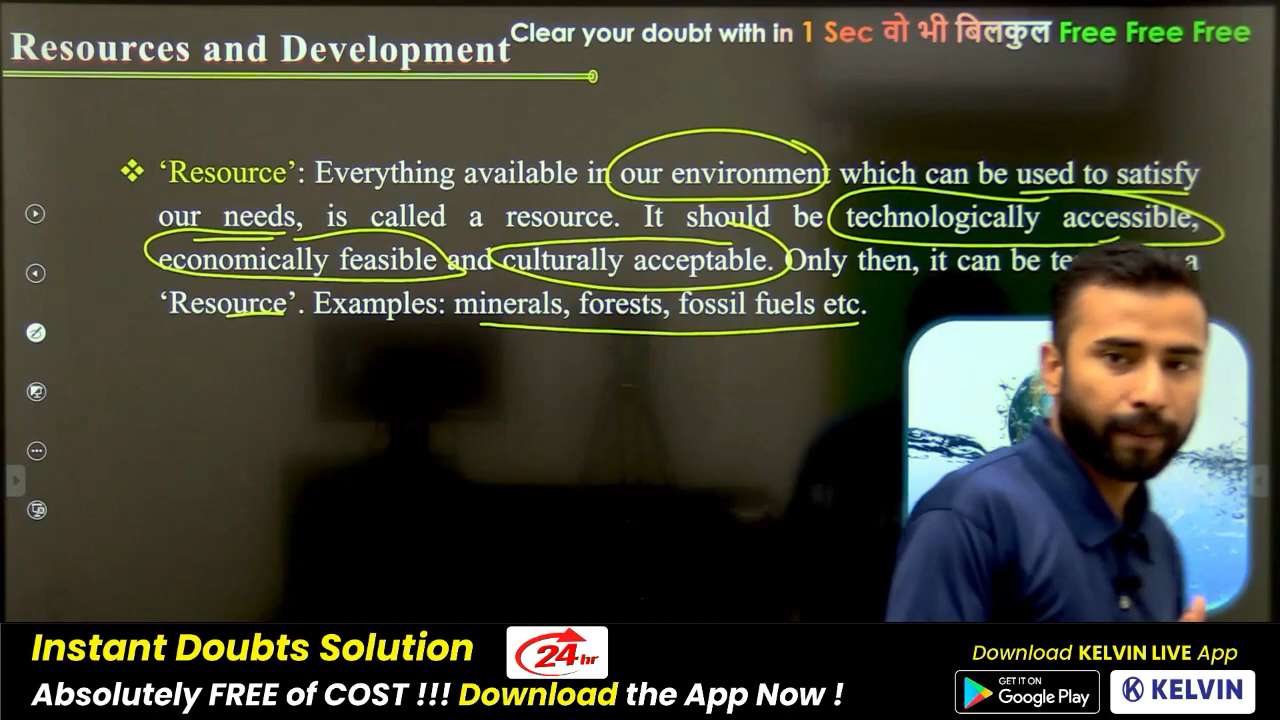 Resources and Development
Clear your doubt with in 1 Sec वो भी बिलकुल Free Free Free
❖ ‘Resource’: Everything available in our environment which can be used to satisfy
our needs, is called a resource. It should be technologically accessible,
economically feasible and culturally acceptable. Only then, it can be a
‘Resource’. Examples: minerals, forests, fossil fuels etc.
Instant Doubts Solution
24 hr
Absolutely FREE of COST !!! Download the App Now !
Download KELVIN LIVE App
GET IT ON
Google Play
KELVIN